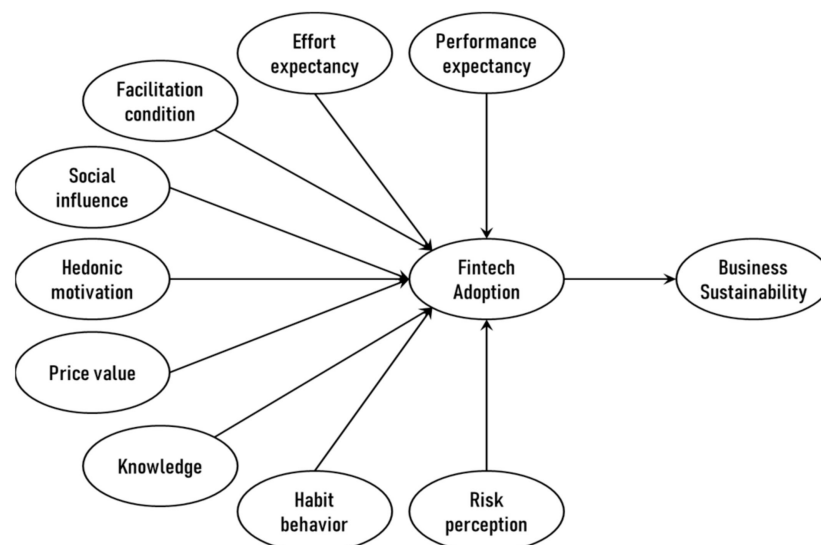 Effort
expectancy
Performance
expectancy
Facilitation
condition
Social
influence
Hedonic
motivation
Fintech
Adoption
Business
Sustainability
Price value
Knowledge
Habit
behavior
Risk
perception